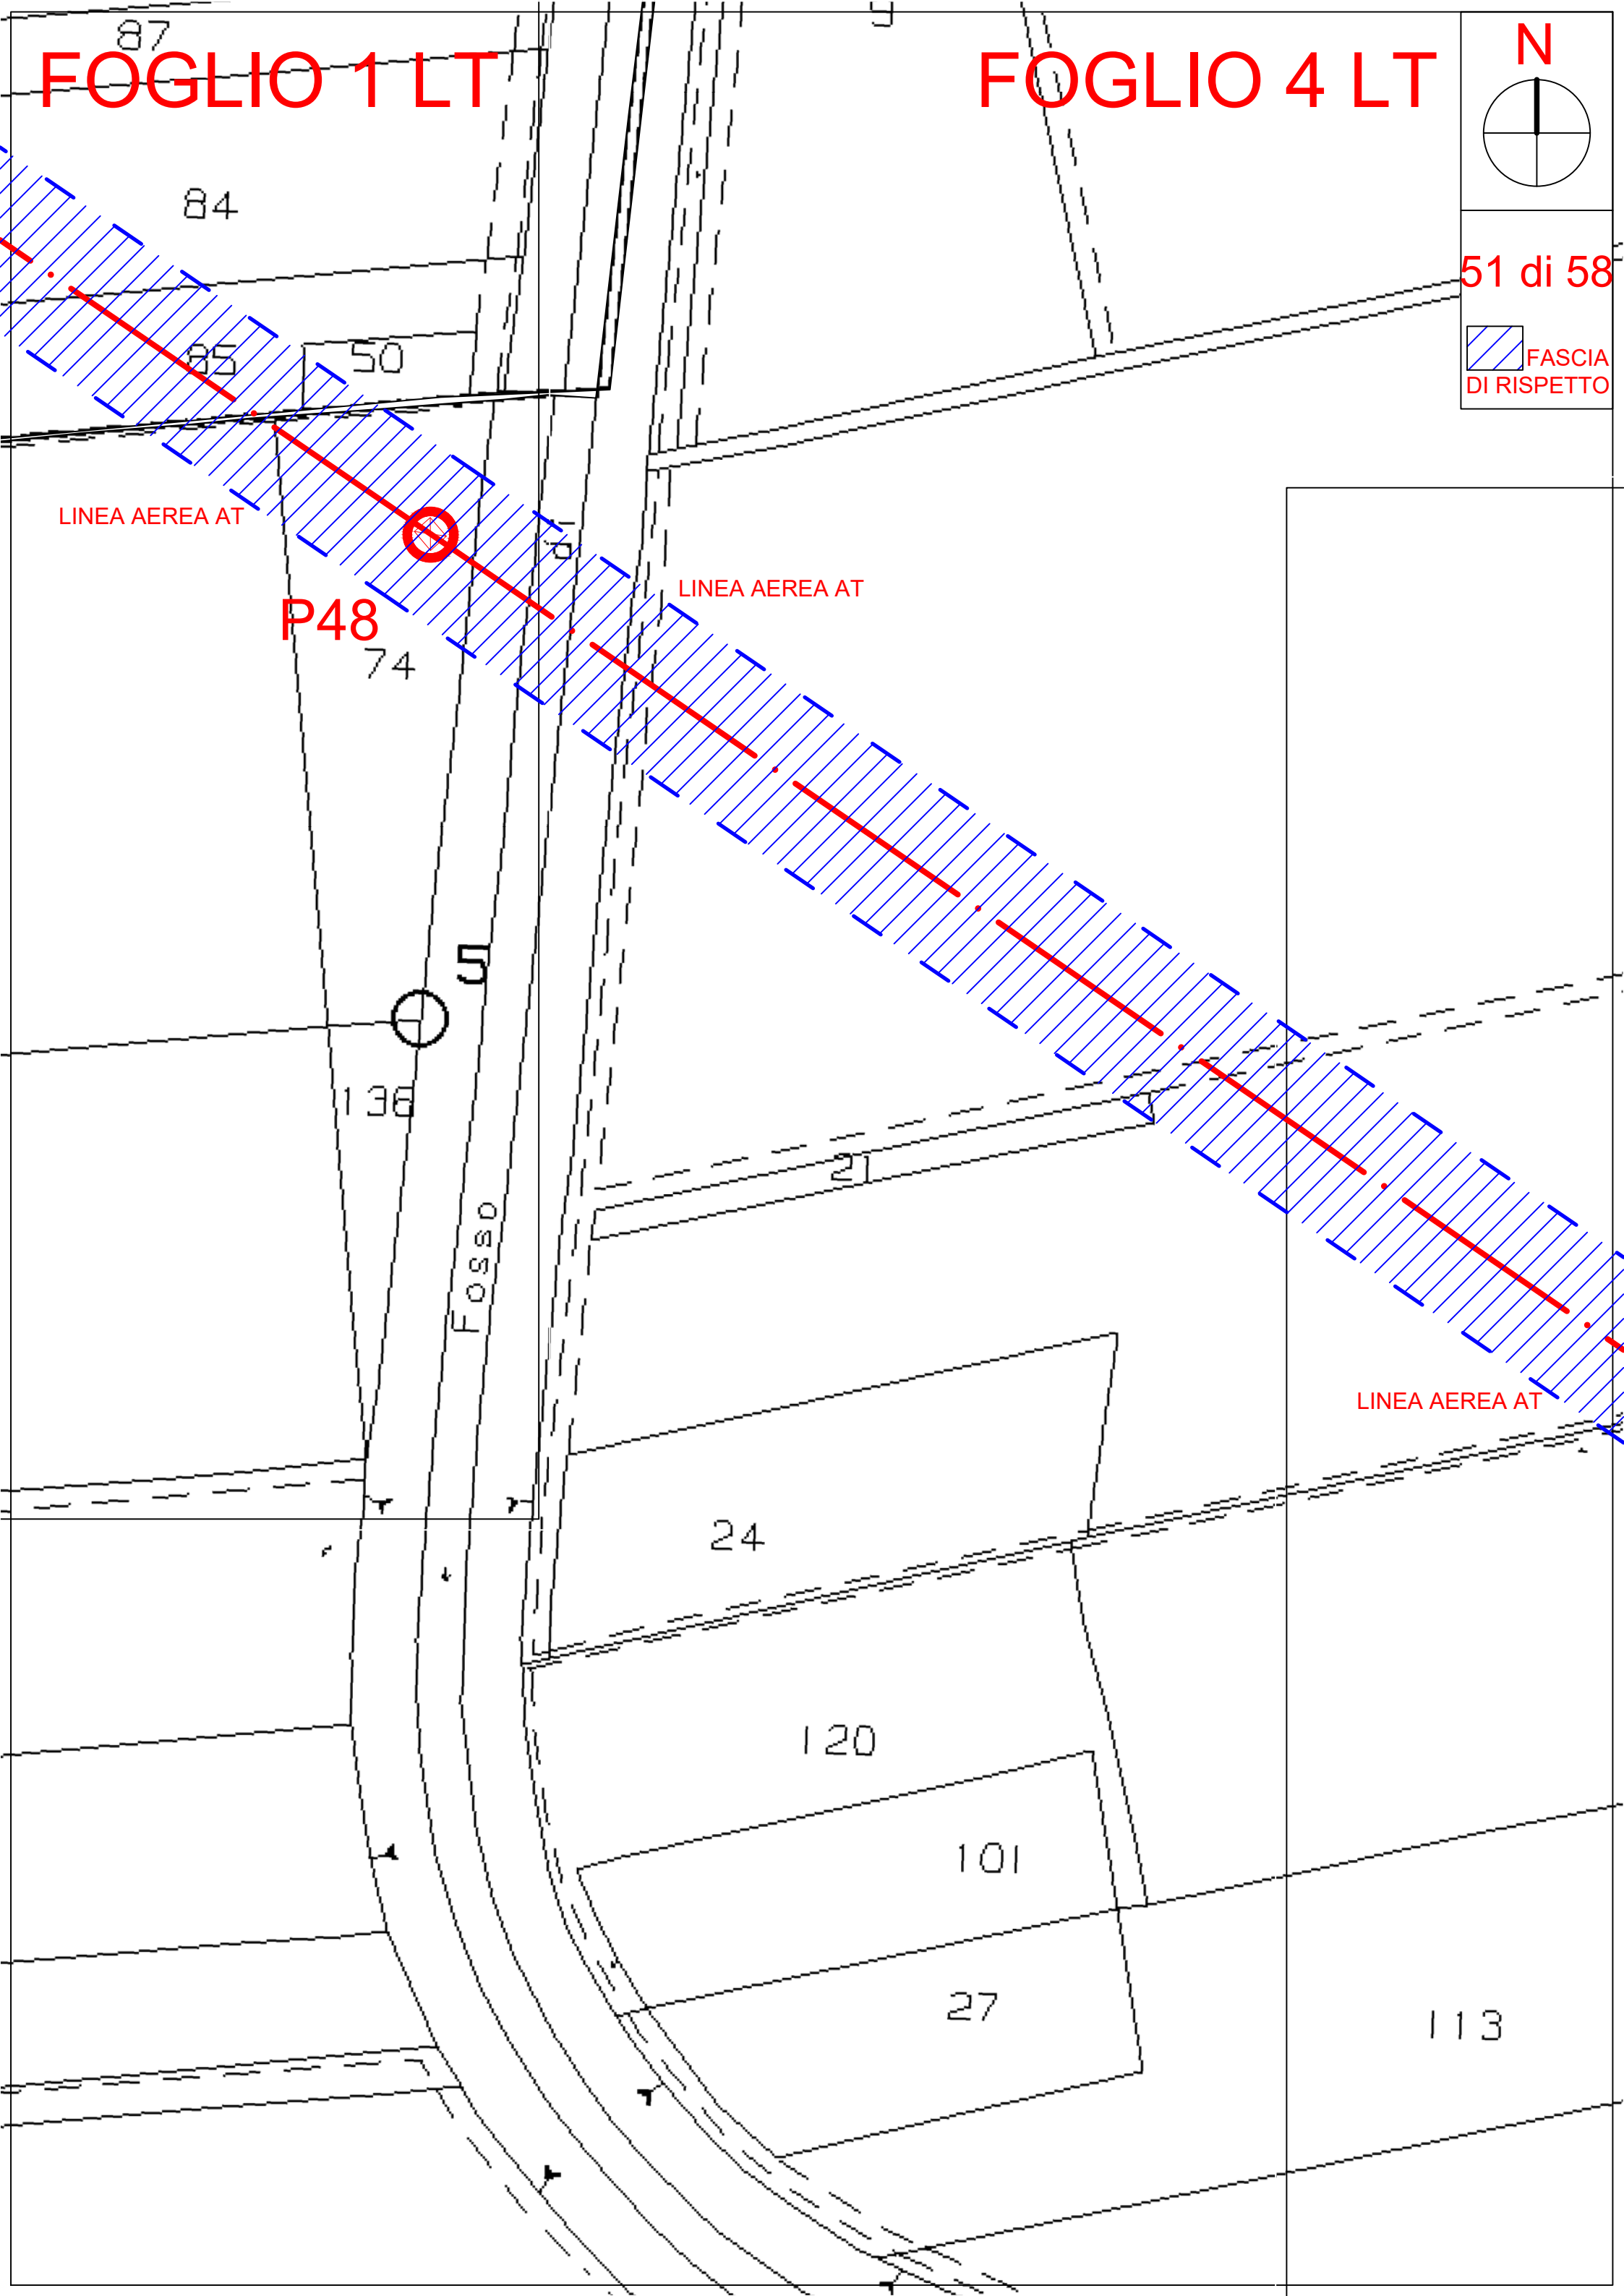 87
FOGLIO 1 LT
FOGLIO 4 LT
N
84
51 di 58
85
50
FASCIA
DI RISPETTO
LINEA AEREA AT
LINEA AEREA AT
P48
74
5
136
21
Fosso
LINEA AEREA AT
24
120
101
27
113